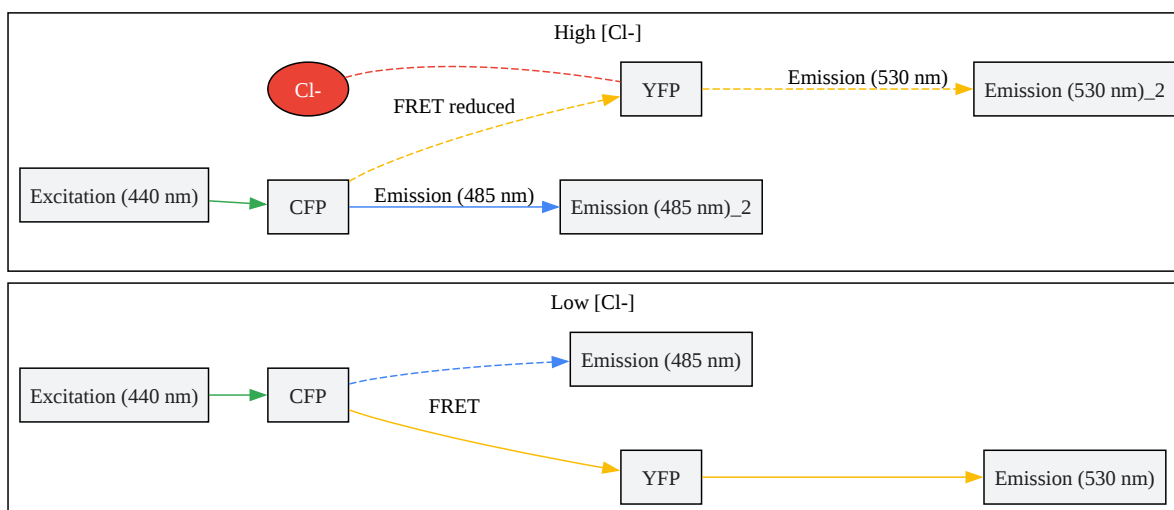 High [Cl-]
Cl-
YFP
Emission (530 nm)
Emission (530 nm)_2
FRET reduced
Excitation (440 nm)
CFP
Emission (485 nm)
Emission (485 nm)_2
Low [Cl-]
Emission (485 nm)
Excitation (440 nm)
CFP
FRET
YFP
Emission (530 nm)